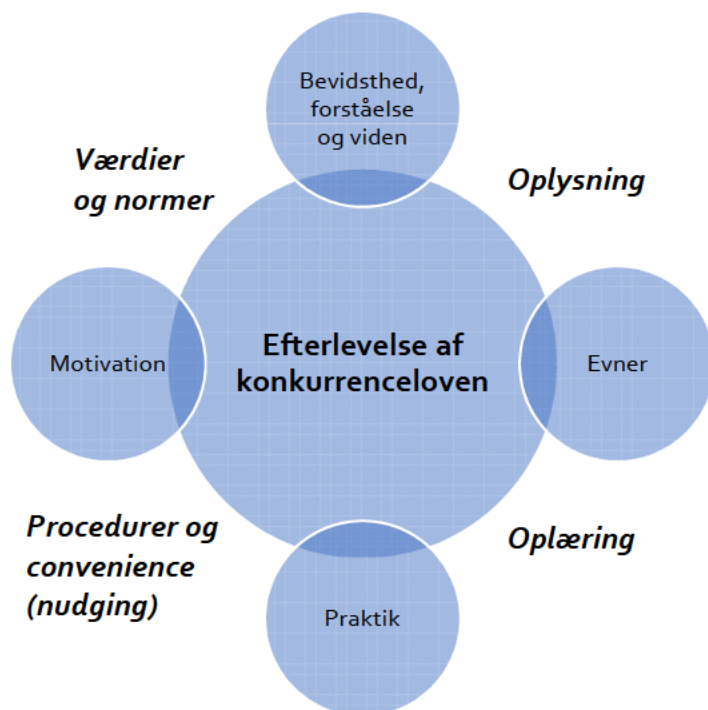 Bevidsthed,
forståelse
og viden
Værdier
og normer
Oplysning
Motivation
Efterlevelse af
konkurrenceloven
Evner
Procedurer og
convenience
(nudging)
Oplæring
Praktik